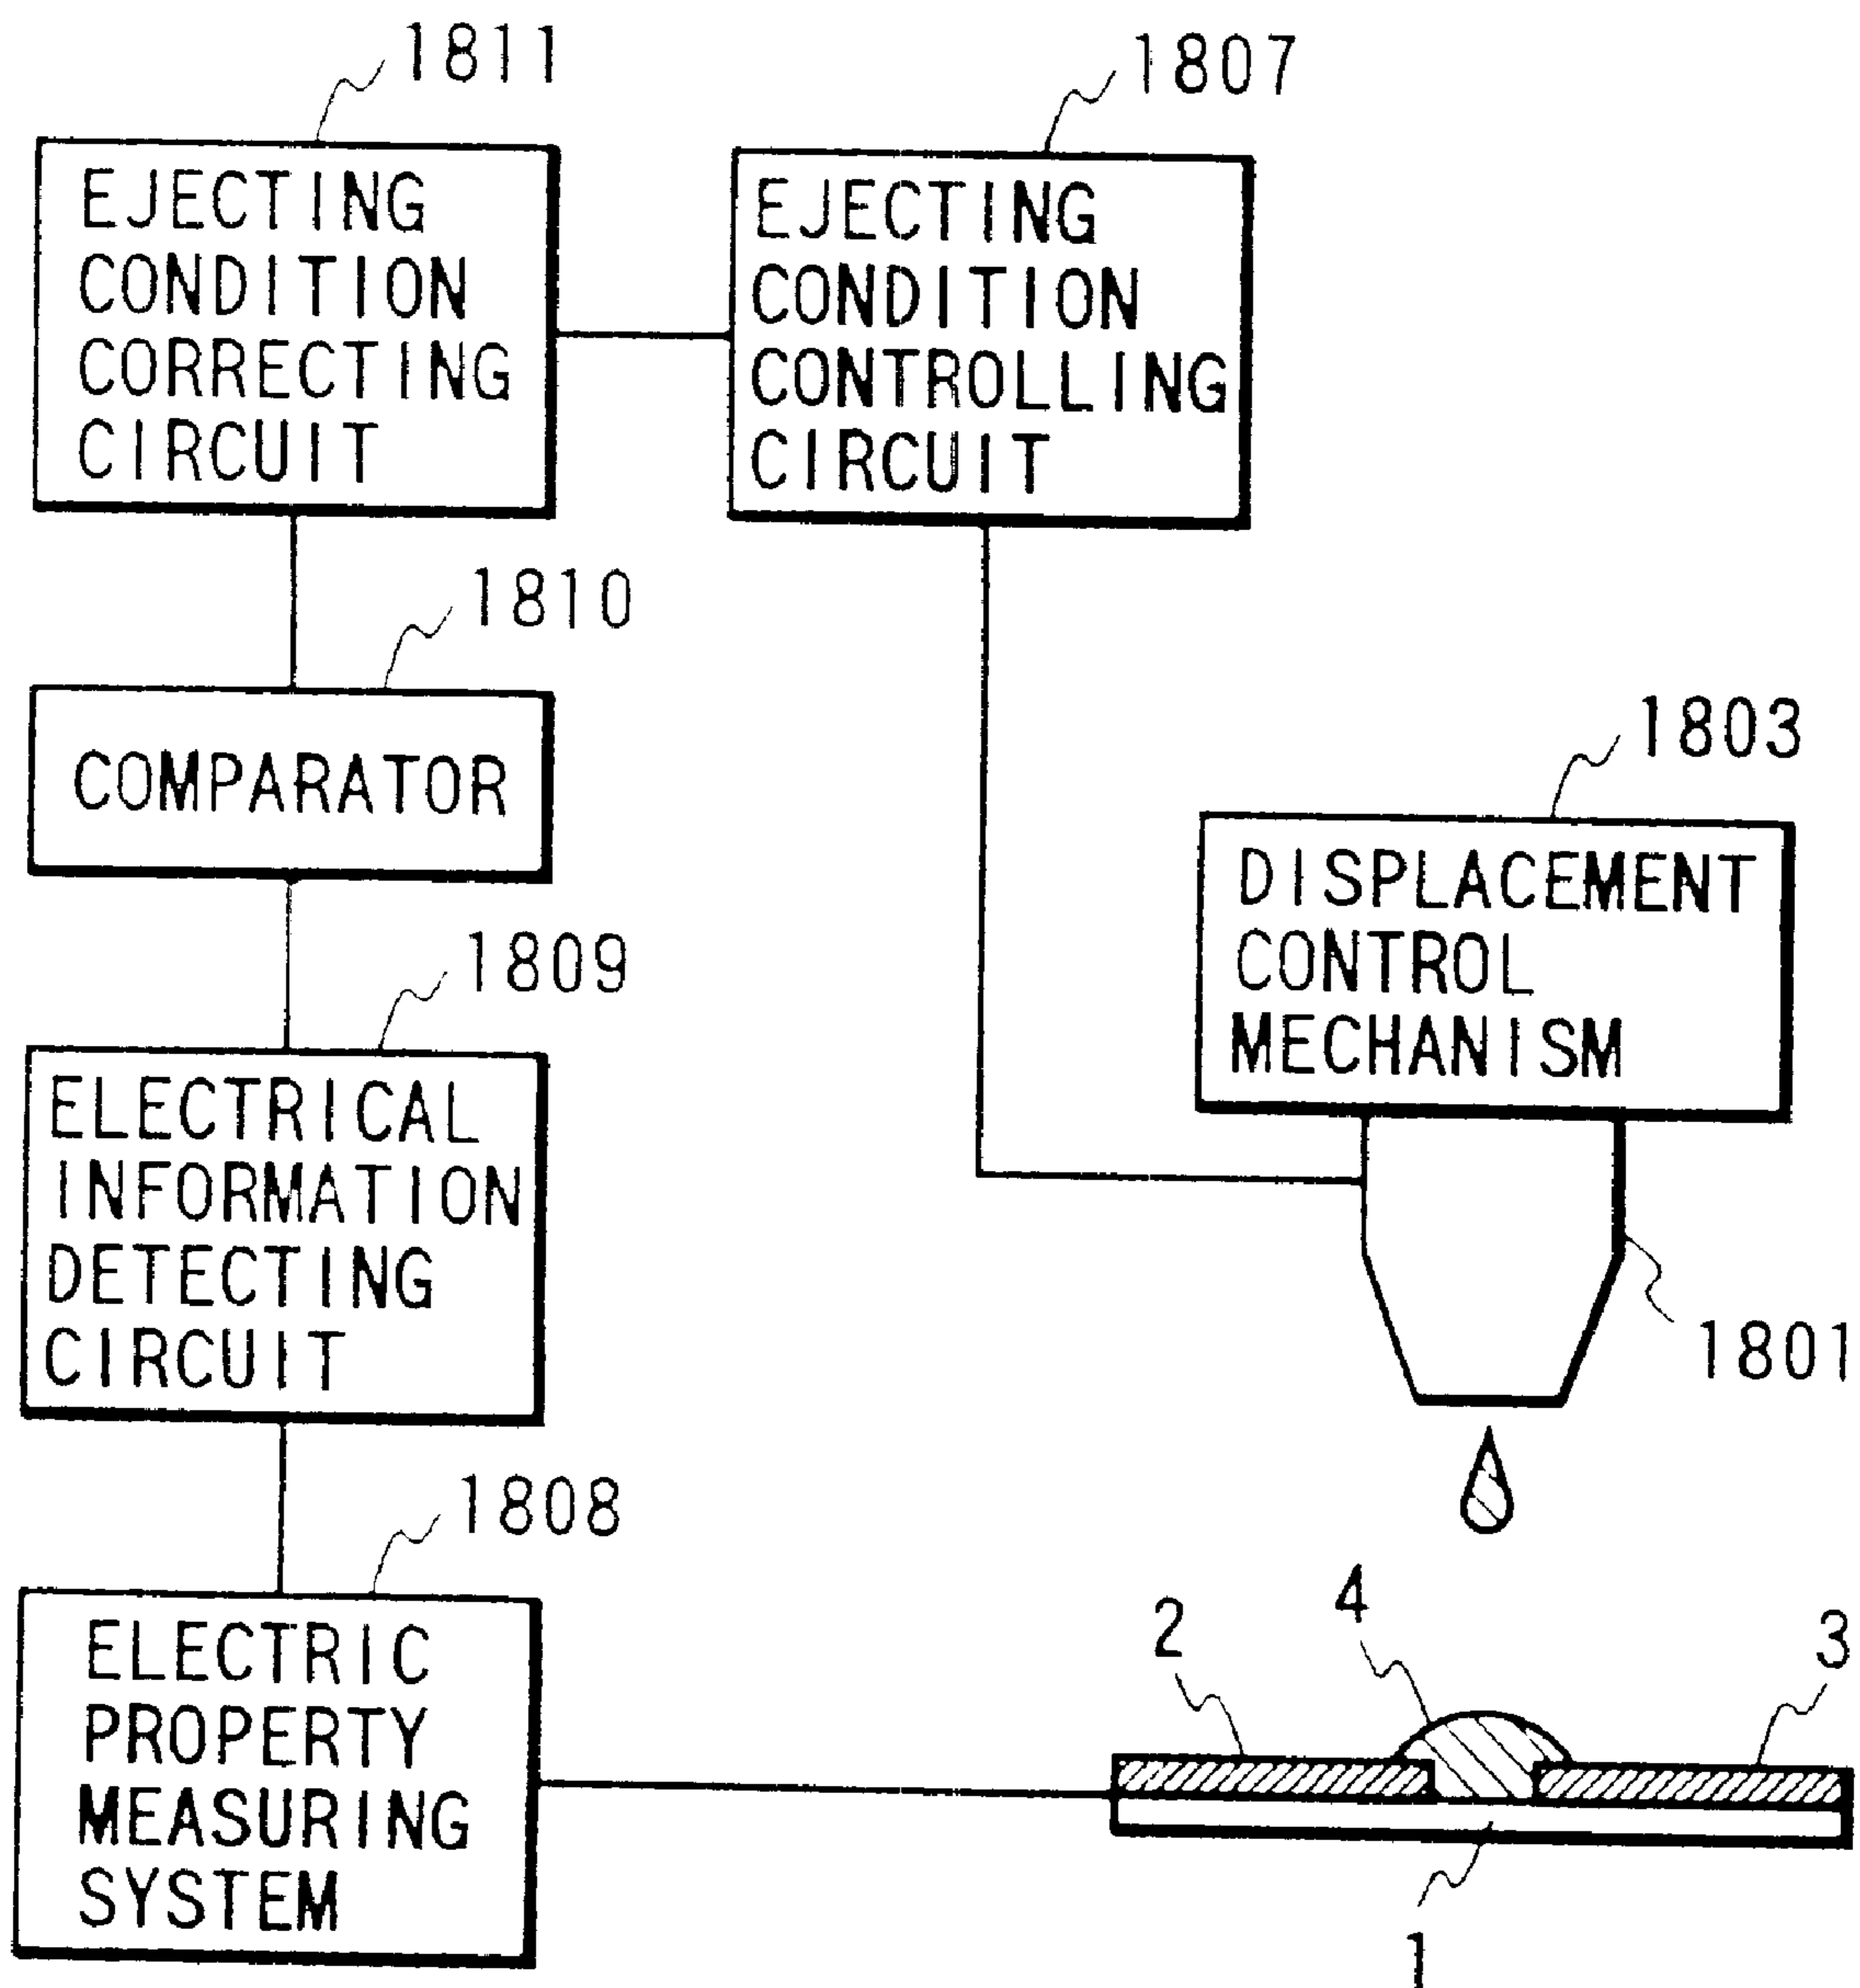 1811
1807
EJECTING
CONDITION
CORRECTING
CIRCUIT
EJECTING
CONDITION
CONTROLLING
CIRCUIT
1810
COMPARATOR
1803
DISPLACEMENT
CONTROL
MECHANISM
1809
ELECTRICAL
INFORMATION
DETECTING
CIRCUIT
1801
1808
ELECTRIC
PROPERTY
MEASURING
SYSTEM
2
4
3
1